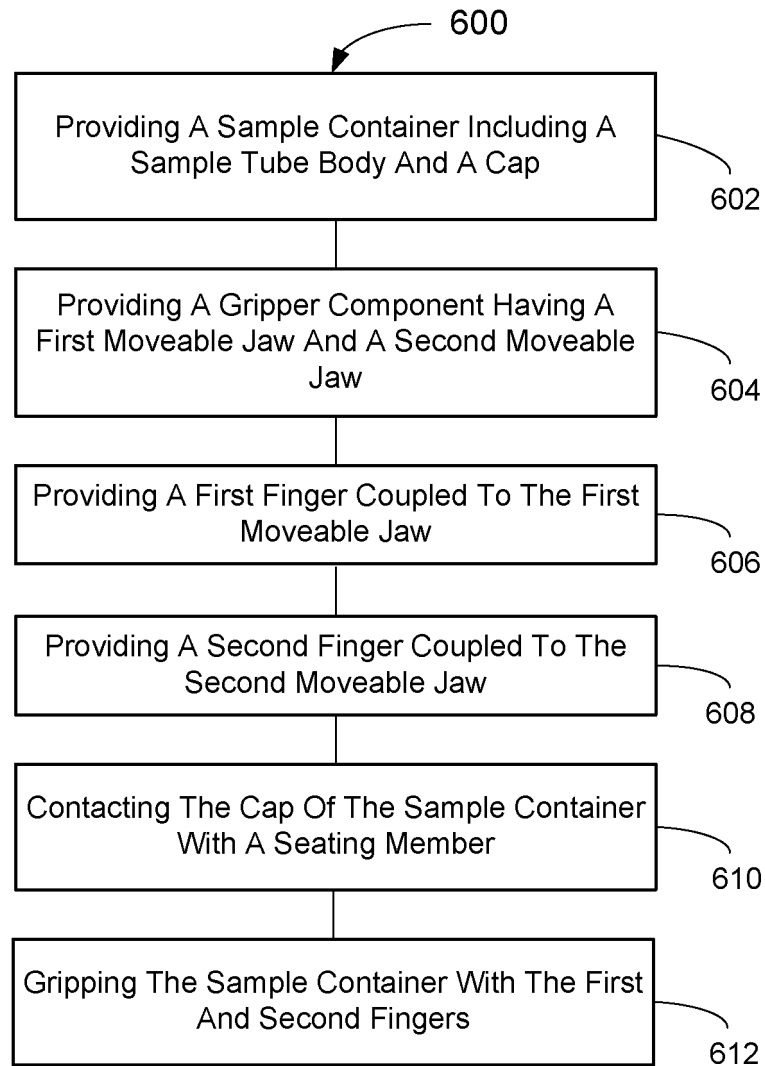 600
Providing A Sample Container Including A
Sample Tube Body And A Cap
602
Providing A Gripper Component Having A
First Moveable Jaw And A Second Moveable
Jaw
604
Providing A First Finger Coupled To The First
Moveable Jaw
606
Providing A Second Finger Coupled To The
Second Moveable Jaw
608
Contacting The Cap Of The Sample Container
With A Seating Member
610
Gripping The Sample Container With The First
And Second Fingers
612